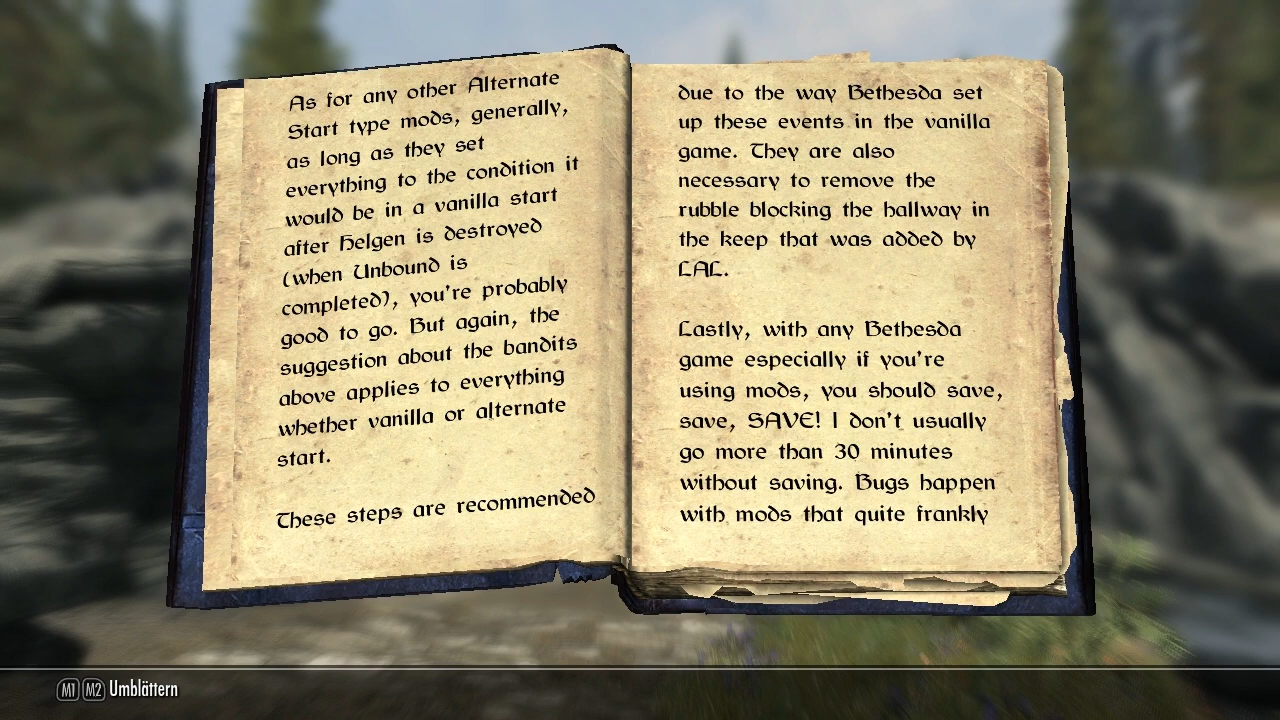 As for any other Alternate
Start type mods, generally,
as long as they set
everything to the condition it
would be in a vanilla start
after Helgen is destroyed
(when Unbound is
completed), you're probably
good to go. But again, the
suggestion about the bandits
above applies to everything
whether vanilla or alternate
start.
These steps are recommended
due to the way Bethesda set
up these events in the vanilla
game. They are also
necessary to remove the
rubble blocking the hallway in
the keep that was added by
LAL.
Lastly, with any Bethesda
game especially if you're
using mods, you should save,
save, SAVE! I don't usually
go more than 30 minutes
without saving. Bugs happen
with mods that quite frankly
M1 M2 Umblättern